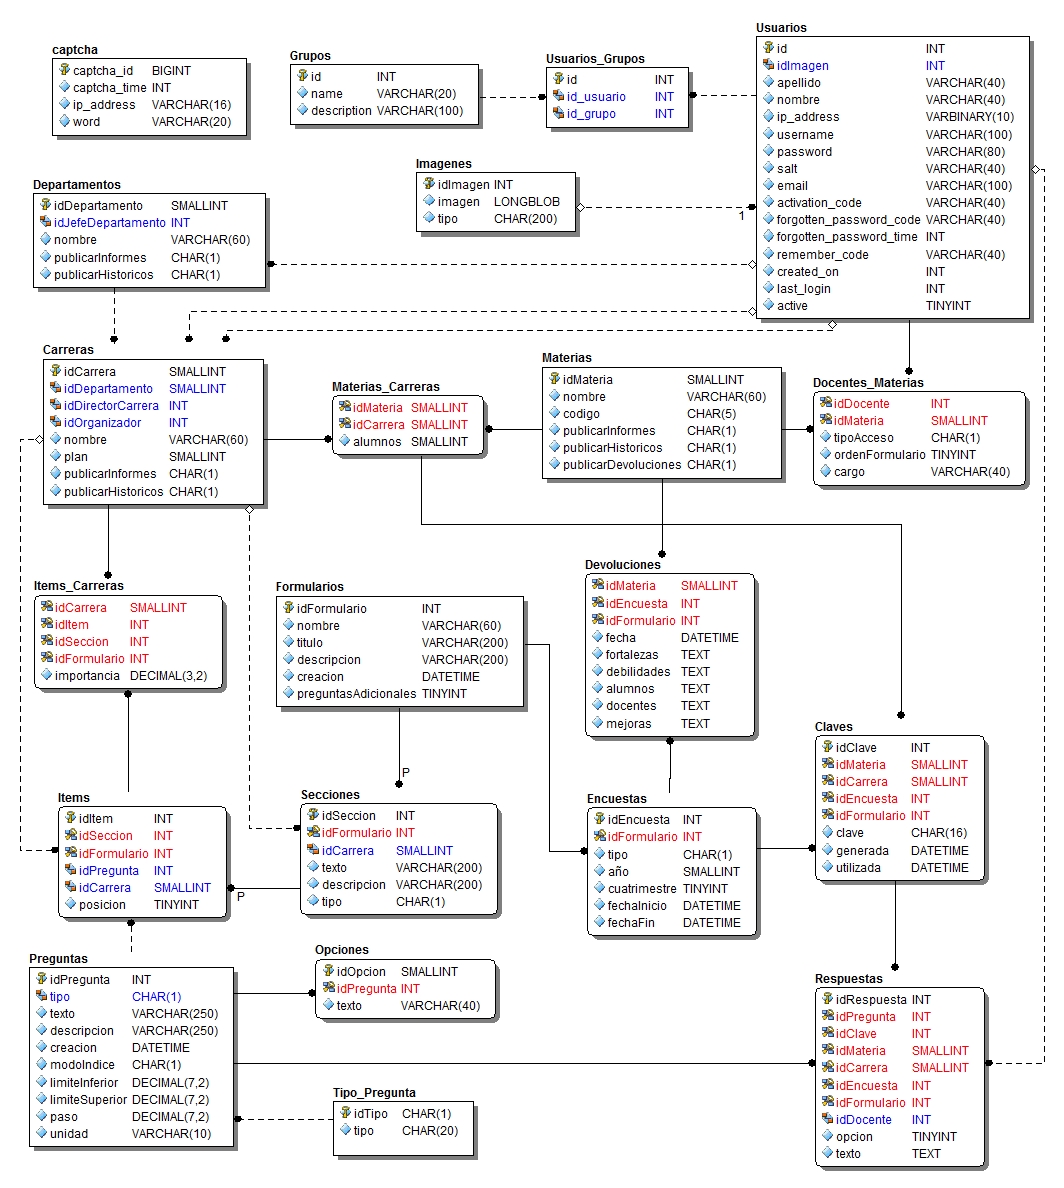 captcha
captcha_id BIGINT
captcha_time INT
ip_address VARCHAR(16)
word VARCHAR(20)
Grupos
id INT
name VARCHAR(20)
description VARCHAR(100)
Usuarios_Grupos
id INT
id_usuario INT
id_grupo INT
Usuarios
id INT
idImagen INT
apellido VARCHAR(40)
nombre VARCHAR(40)
ip_address VARBINARY(10)
username VARCHAR(100)
password VARCHAR(80)
salt VARCHAR(40)
email VARCHAR(100)
activation_code VARCHAR(40)
forgotten_password_code VARCHAR(40)
forgotten_password_time INT
remember_code VARCHAR(40)
created_on INT
last_login INT
active TINYINT
Imagenes
idImagen INT
imagen LONGBLOB
tipo CHAR(200)
1
Departamentos
idDepartamento SMALLINT
idJefeDepartamento INT
nombre VARCHAR(60)
publicarInformes CHAR(1)
publicarHistoricos CHAR(1)
Carreras
idCarrera SMALLINT
idDepartamento SMALLINT
idDirectorCarrera INT
idOrganizador INT
nombre VARCHAR(60)
plan SMALLINT
publicarInformes CHAR(1)
publicarHistoricos CHAR(1)
Materias_Carreras
idMateria SMALLINT
idCarrera SMALLINT
alumnos SMALLINT
Materias
idMateria SMALLINT
nombre VARCHAR(60)
codigo CHAR(5)
publicarInformes CHAR(1)
publicarHistoricos CHAR(1)
publicarDevoluciones CHAR(1)
Docentes_Materias
idDocente INT
idMateria SMALLINT
tipoAcceso CHAR(1)
ordenFormulario TINYINT
cargo VARCHAR(40)
Items_Carreras
idCarrera SMALLINT
idItem INT
idSeccion INT
idFormulario INT
importancia DECIMAL(3,2)
Formularios
idFormulario INT
nombre VARCHAR(60)
titulo VARCHAR(200)
descripcion VARCHAR(200)
creacion DATETIME
preguntasAdicionales TINYINT
P
Devoluciones
idMateria SMALLINT
idEncuesta INT
idFormulario INT
fecha DATETIME
fortalezas TEXT
debilidades TEXT
alumnos TEXT
docentes TEXT
mejoras TEXT
Claves
idClave INT
idMateria SMALLINT
idCarrera SMALLINT
idEncuesta INT
idFormulario INT
clave CHAR(16)
generada DATETIME
utilizada DATETIME
Items
idItem INT
idSeccion INT
idFormulario INT
idPregunta INT
idCarrera SMALLINT
posicion TINYINT
P
Secciones
idSeccion INT
idFormulario INT
idCarrera SMALLINT
texto VARCHAR(200)
descripcion VARCHAR(200)
tipo CHAR(1)
Encuestas
idEncuesta INT
idFormulario INT
tipo CHAR(1)
año SMALLINT
cuatrimestre TINYINT
fechaInicio DATETIME
fechaFin DATETIME
Preguntas
idPregunta INT
tipo CHAR(1)
texto VARCHAR(250)
descripcion VARCHAR(250)
creacion DATETIME
modoIndice CHAR(1)
limiteInferior DECIMAL(7,2)
limiteSuperior DECIMAL(7,2)
paso DECIMAL(7,2)
unidad VARCHAR(10)
Opciones
idOpcion SMALLINT
idPregunta INT
texto VARCHAR(40)
Tipo_Pregunta
idTipo CHAR(1)
tipo CHAR(20)
Respuestas
idRespuesta INT
idPregunta INT
idClave INT
idMateria SMALLINT
idCarrera SMALLINT
idEncuesta INT
idFormulario INT
idDocente INT
opcion TINYINT
texto TEXT